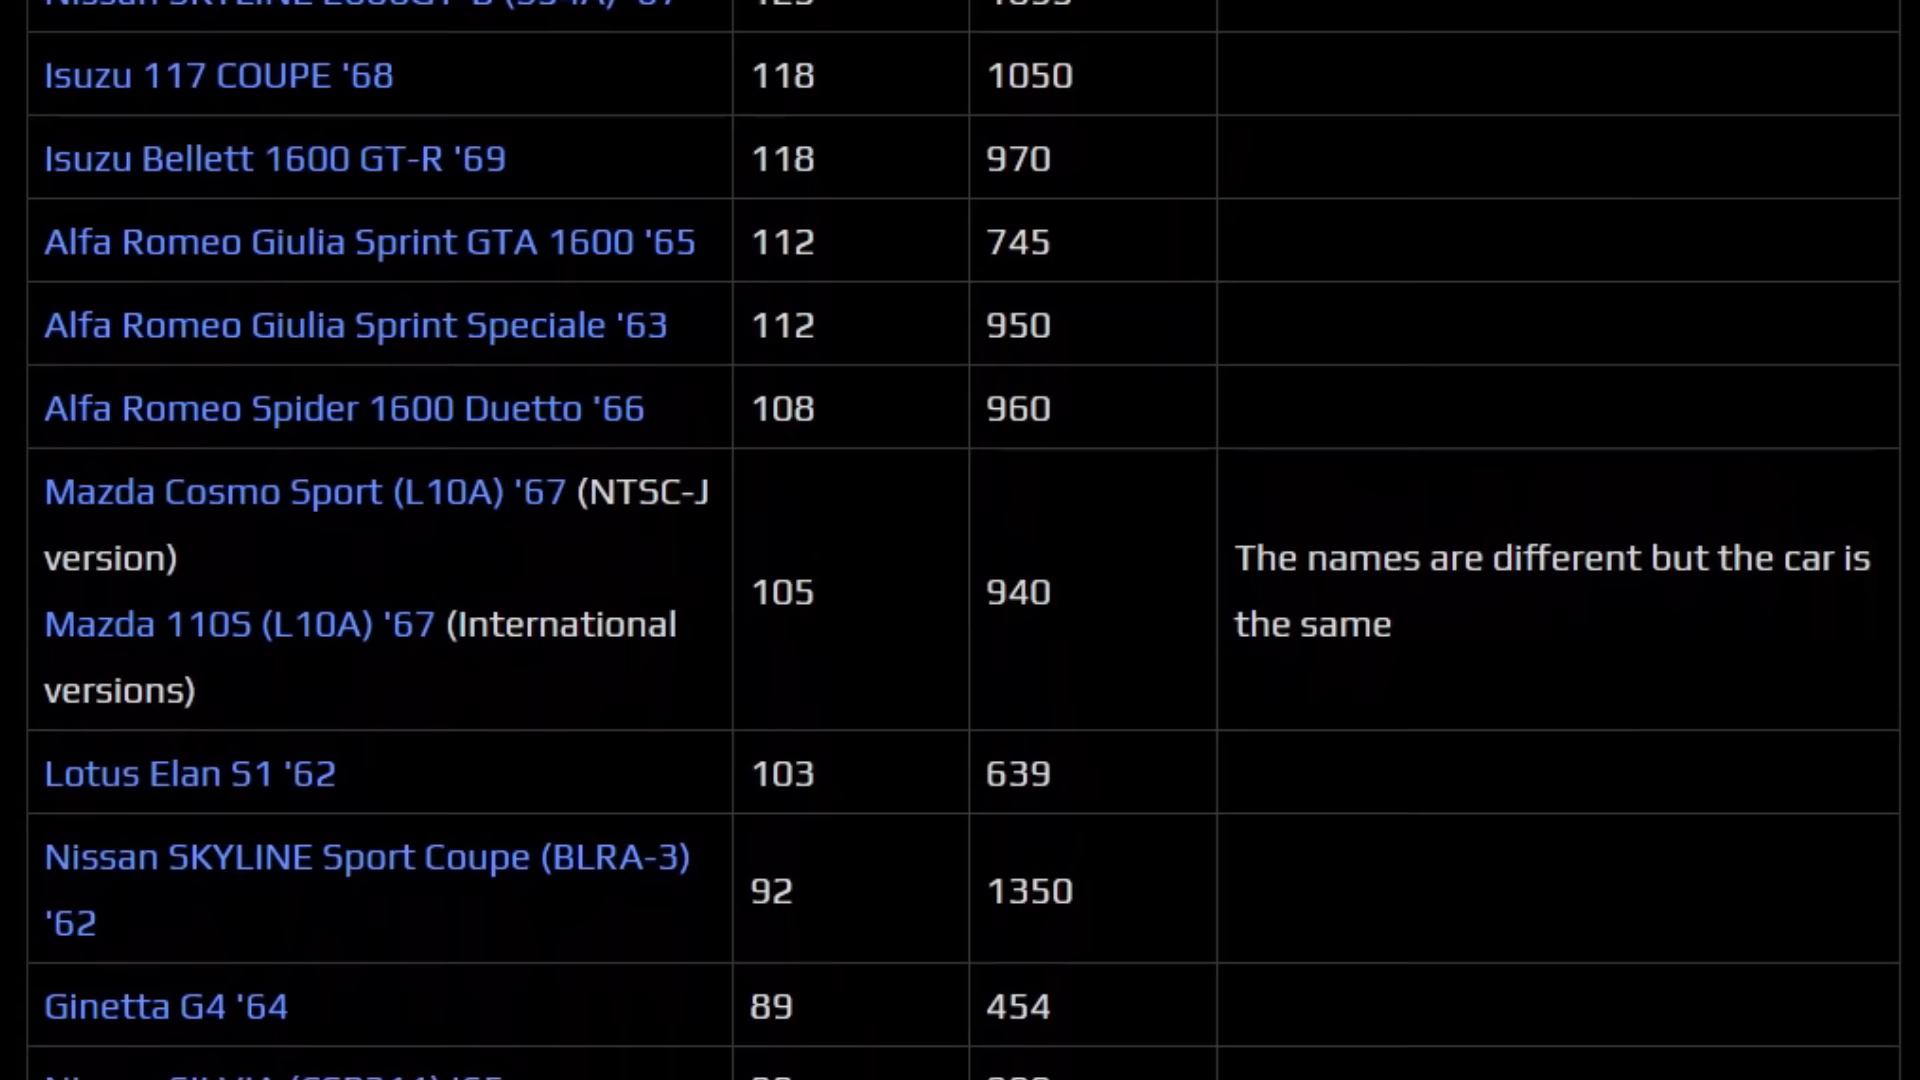 Isuzu 117 COUPE '68 118 1050
Isuzu Bellett 1600 GT-R '69 118 970
Alfa Romeo Giulia Sprint GTA 1600 '65 112 745
Alfa Romeo Giulia Sprint Speciale '63 112 950
Alfa Romeo Spider 1600 Duetto '66 108 960
Mazda Cosmo Sport (L10A) '67 (NTSC-J
version)
Mazda 110S (L10A) '67 (International
versions)
105
940
The names are different but the car is
the same
Lotus Elan S1 '62 103 639
Nissan SKYLINE Sport Coupe (BLRA-3)
'62
92
1350
Ginetta G4 '64 89 454